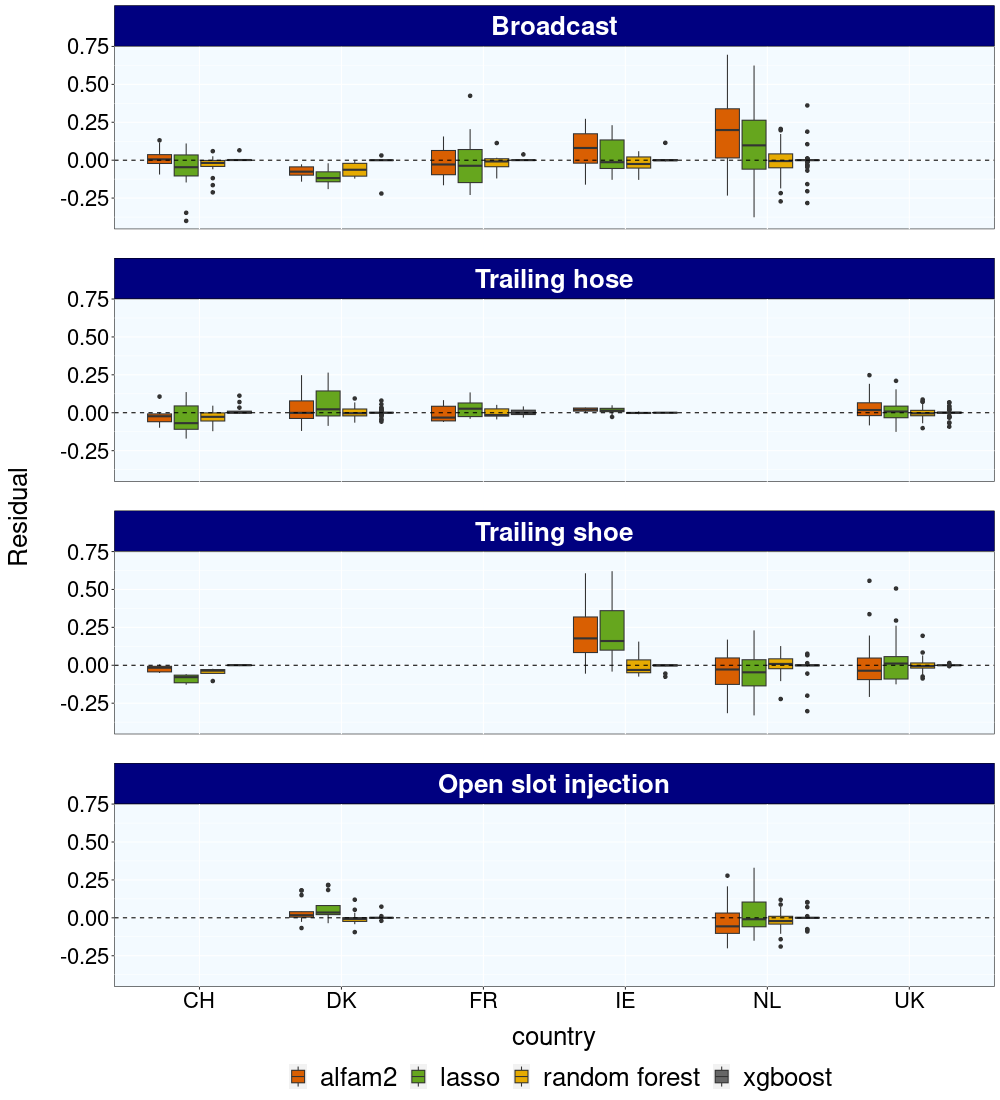 Broadcast
0.75
0.50
0.25
0.00
-0.25
Trailing hose
0.75
0.50
0.25
0.00
-0.25
Residual
Trailing shoe
0.75
0.50
0.25
0.00
-0.25
Open slot injection
0.75
0.50
0.25
0.00
-0.25
CH DK FR IE NL UK
country
alfam2 lasso random forest xgboost